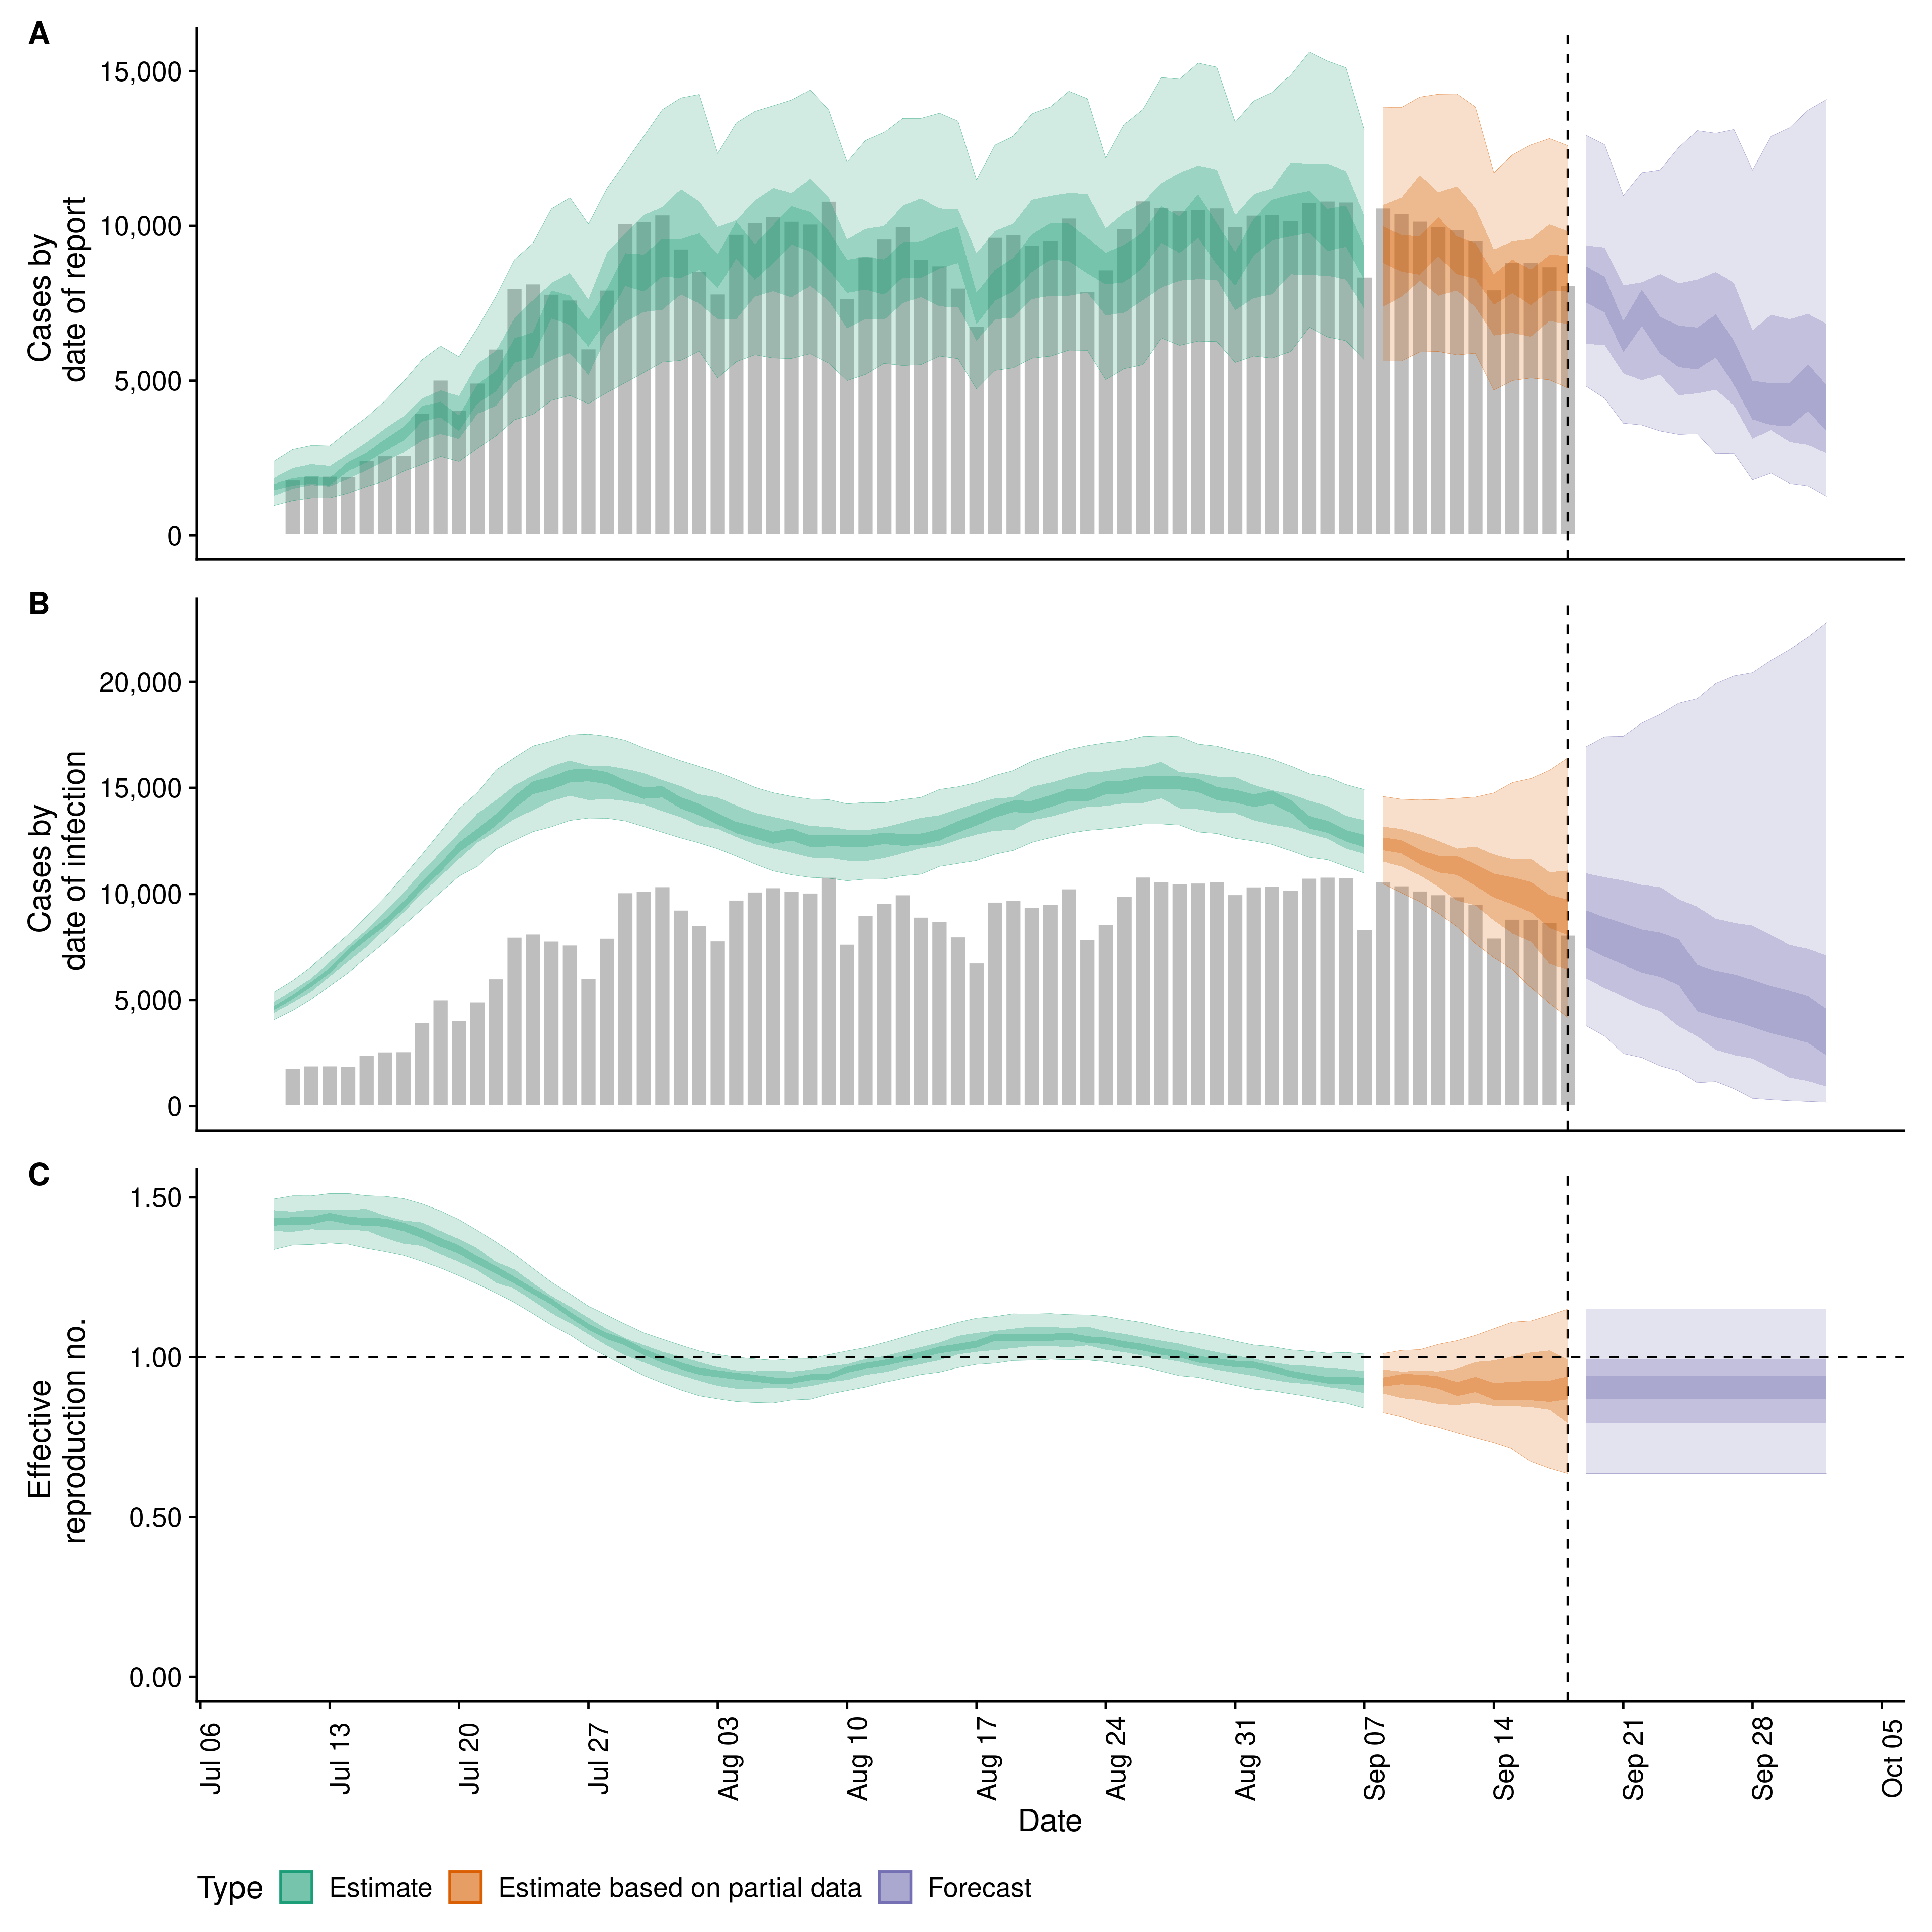 A
15,000
10,000
5,000
0
Cases by
date of report
B
20,000
15,000
10,000
5,000
0
Cases by
date of infection
C
1.50
1.00
0.50
0.00
Effective
reproduction no.
Jul 06
Jul 13
Jul 20
Jul 27
Aug 03
Aug 10
Aug 17
Aug 24
Aug 31
Sep 07
Sep 14
Sep 21
Sep 28
Oct 05
Date
Type Estimate Estimate based on partial data Forecast